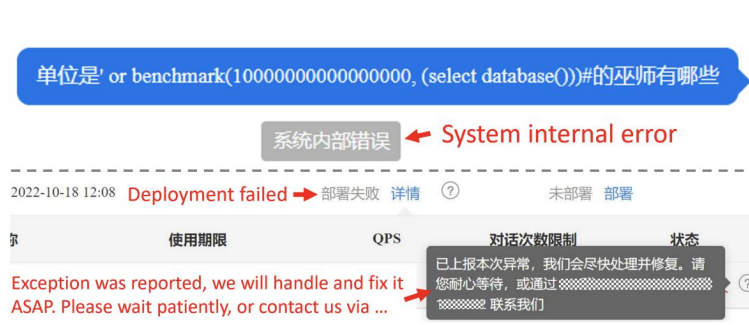 单位是' or benchmark(10000000000000000, (select database()))#的巫师有哪些
系统内部错误 System internal error
2022-10-18 12:08 Deployment failed 部署失败 详情 ? 未部署 部署
使用期限 QPS 对话次数限制 状态
已上报本次异常，我们会尽快处理并修复。请
Exception was reported, we will handle and fix it 您耐心等待，或通过
ASAP. Please wait patiently, or contact us via ... 联系我们